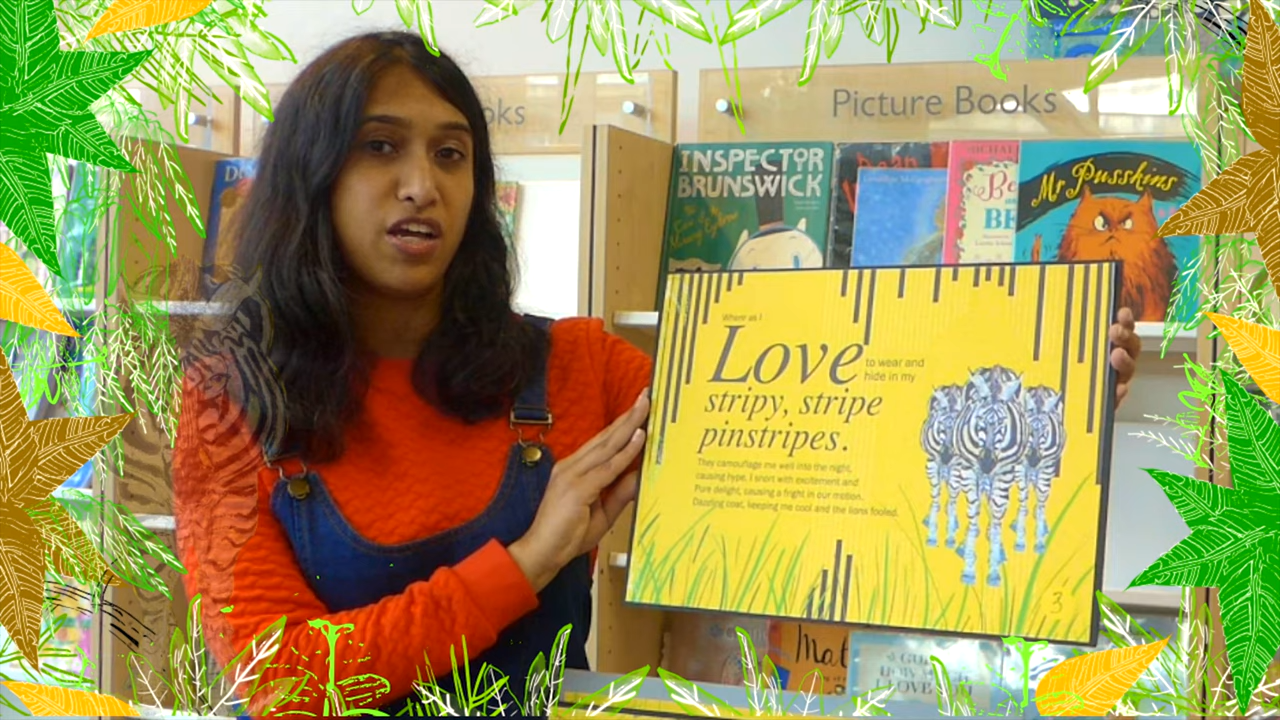 ks
Picture Books
INSPECTOR
BRUNSWICK
Mr Pusskins
Where as I
Love to wear and
hide in my
stripy, stripe
pinstripes.
They camouflage me well into the night,
causing hype. I snort with excitement and
Pure delight, causing a fright in our motion.
Dazzling coat, keeping me cool and the lions fooled.
3
Mat